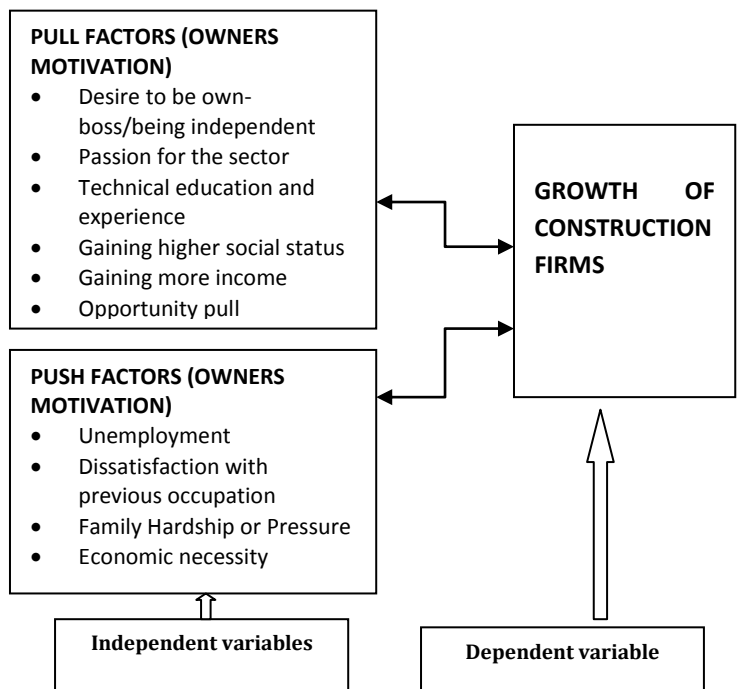 PULL FACTORS (OWNERS
MOTIVATION)
• Desire to be own-
boss/being independent
• Passion for the sector
• Technical education and
experience
• Gaining higher social status
• Gaining more income
• Opportunity pull
GROWTH OF
CONSTRUCTION
FIRMS
PUSH FACTORS (OWNERS
MOTIVATION)
• Unemployment
• Dissatisfaction with
previous occupation
• Family Hardship or Pressure
• Economic necessity
Independent variables
Dependent variable